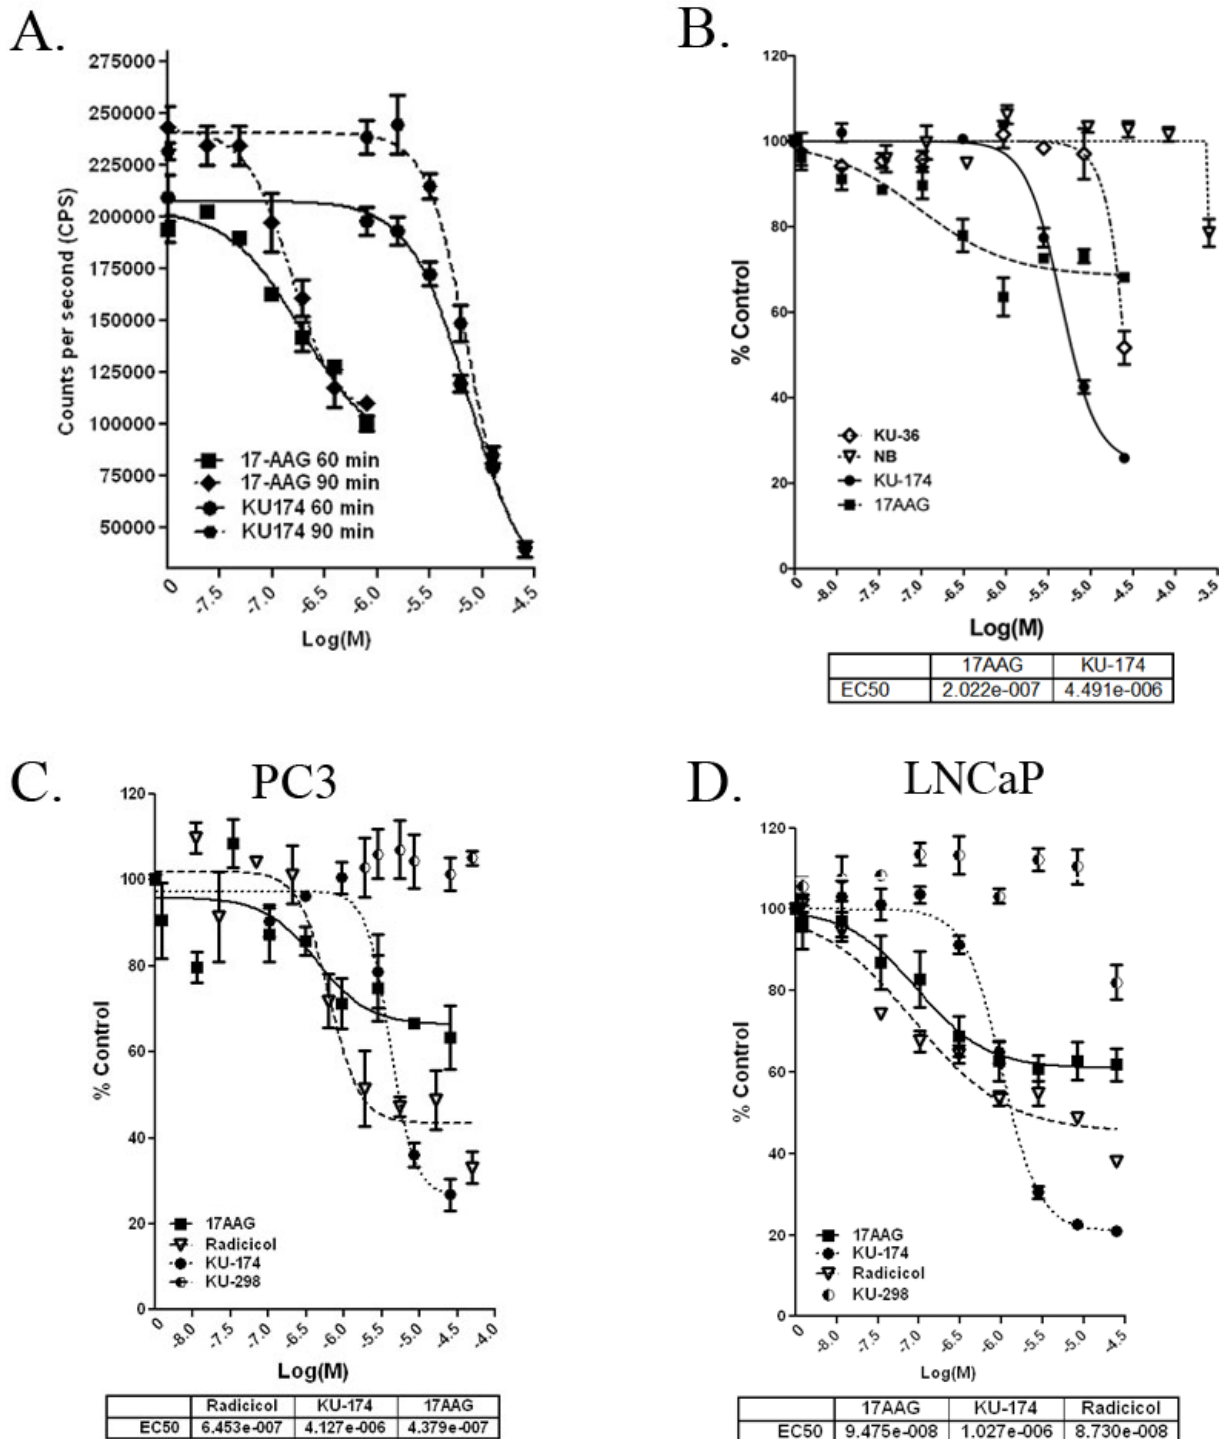 A.
275000
250000
225000
200000
175000
150000
125000
100000
75000
50000
Counts per second (CPS)
17-AAG 60 min
17-AAG 90 min
KU174 60 min
KU174 90 min
0 -7.5 -7.0 -6.5 -6.0 -5.5 -5.0 -4.5
Log(M)
B.
120
100
80
60
40
20
0
% Control
KU-36
NB
KU-174
17AAG
0 -8.0 -7.5 -7.0 -6.5 -6.0 -5.5 -5.0 -4.5 -4.0 -3.5
Log(M)
17AAG KU-174
EC50 2.022e-007 4.491e-006
C. PC3
120
100
80
60
40
20
0
% Control
17AAG
Radicicol
KU-174
KU-298
0 -8.0 -7.5 -7.0 -6.5 -6.0 -5.5 -5.0 -4.5 -4.0
Log(M)
Radicicol KU-174 17AAG
EC50 6.453e-007 4.127e-006 4.379e-007
D. LNCaP
120
100
80
60
40
20
0
% Control
17AAG
KU-174
Radicicol
KU-298
0 -8.0 -7.5 -7.0 -6.5 -6.0 -5.5 -5.0 -4.5
Log(M)
17AAG KU-174 Radicicol
EC50 9.475e-008 1.027e-006 8.730e-008